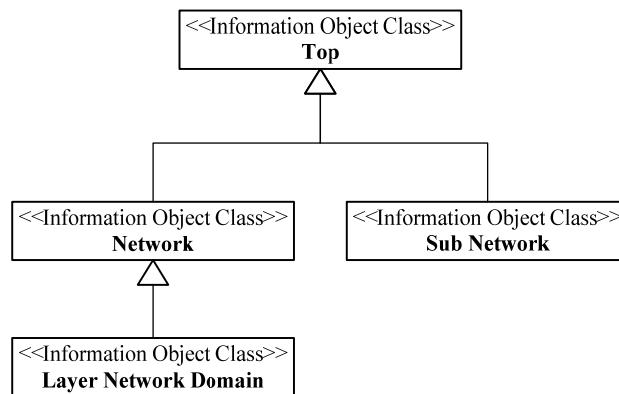 <<Information Object Class>>
Top
<<Information Object Class>>
Network
<<Information Object Class>>
Sub Network
<<Information Object Class>>
Layer Network Domain